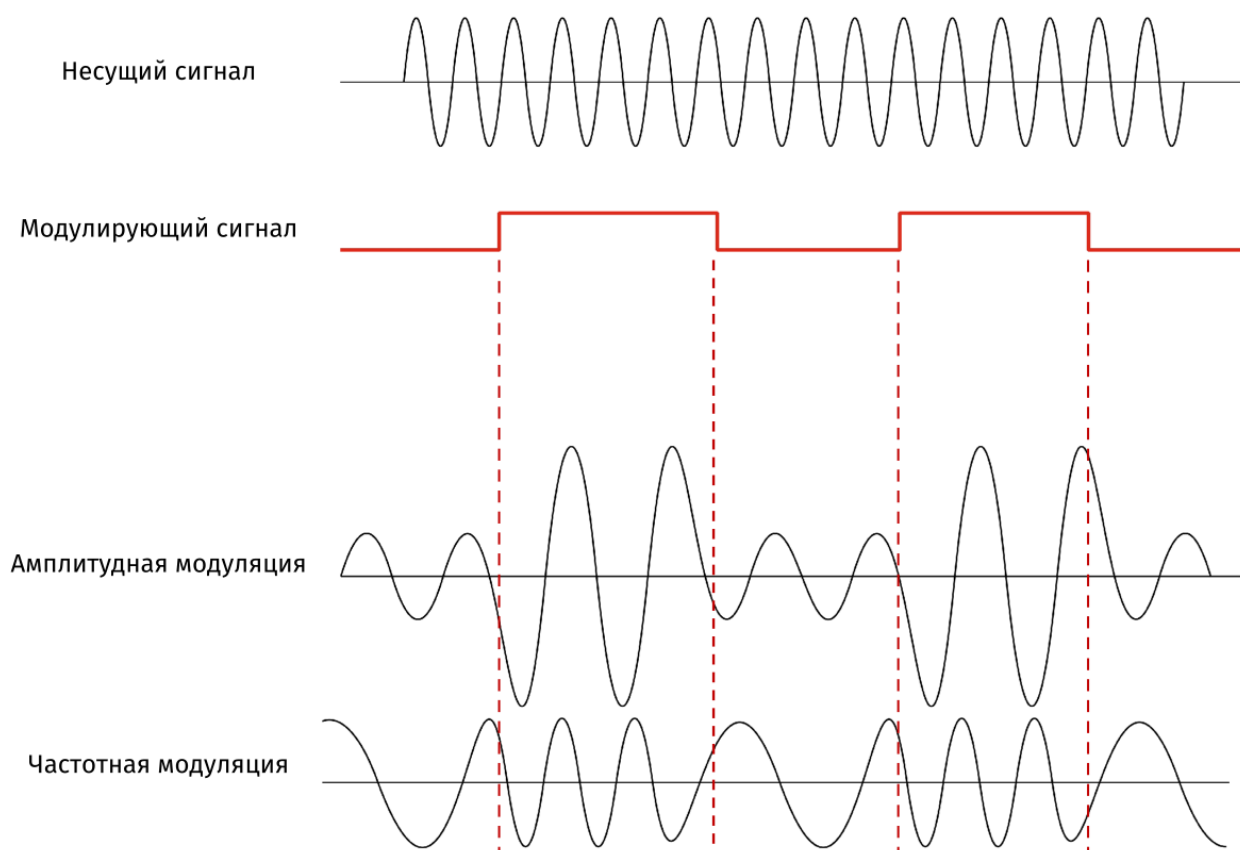 Несущий сигнал
Модулирующий сигнал
Амплитудная модуляция
Частотная модуляция